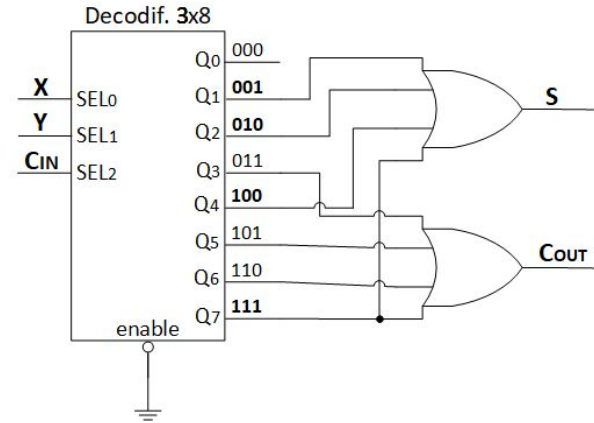 Decodif. 3x8
X SEL0
Y SEL1
CIN SEL2
Q0 000
Q1 001
Q2 010
Q3 011
Q4 100
Q5 101
Q6 110
Q7 111
enable
S
COUT